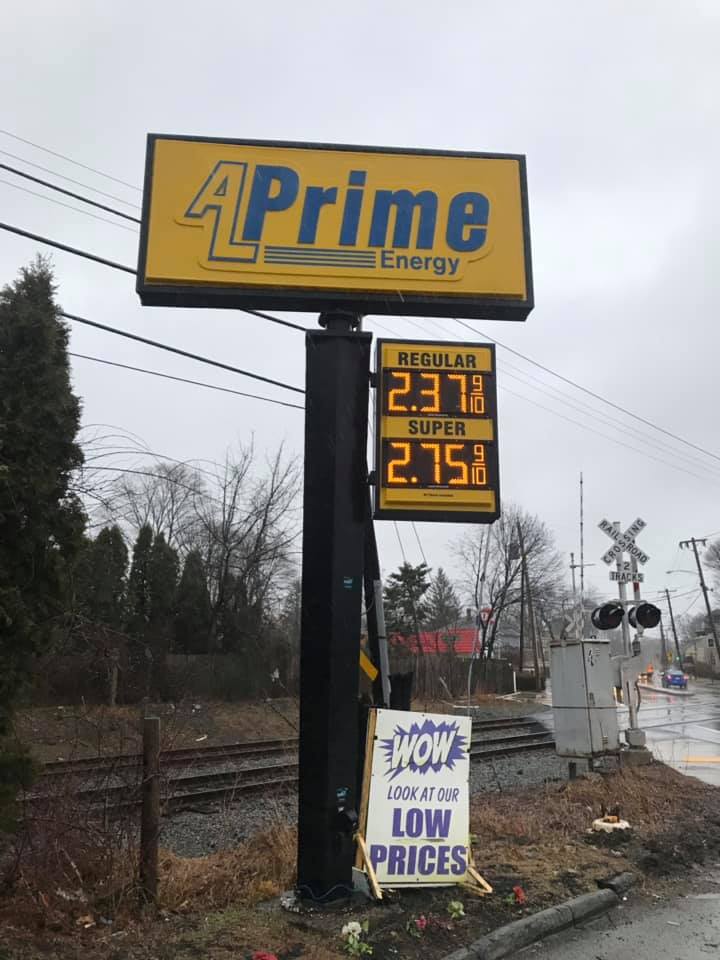 AL Prime
Energy
REGULAR
2.37 9/10
SUPER
2.75 9/10
WOW
LOOK AT OUR
LOW
PRICES
RAILROAD
CROSSING
2
TRACKS